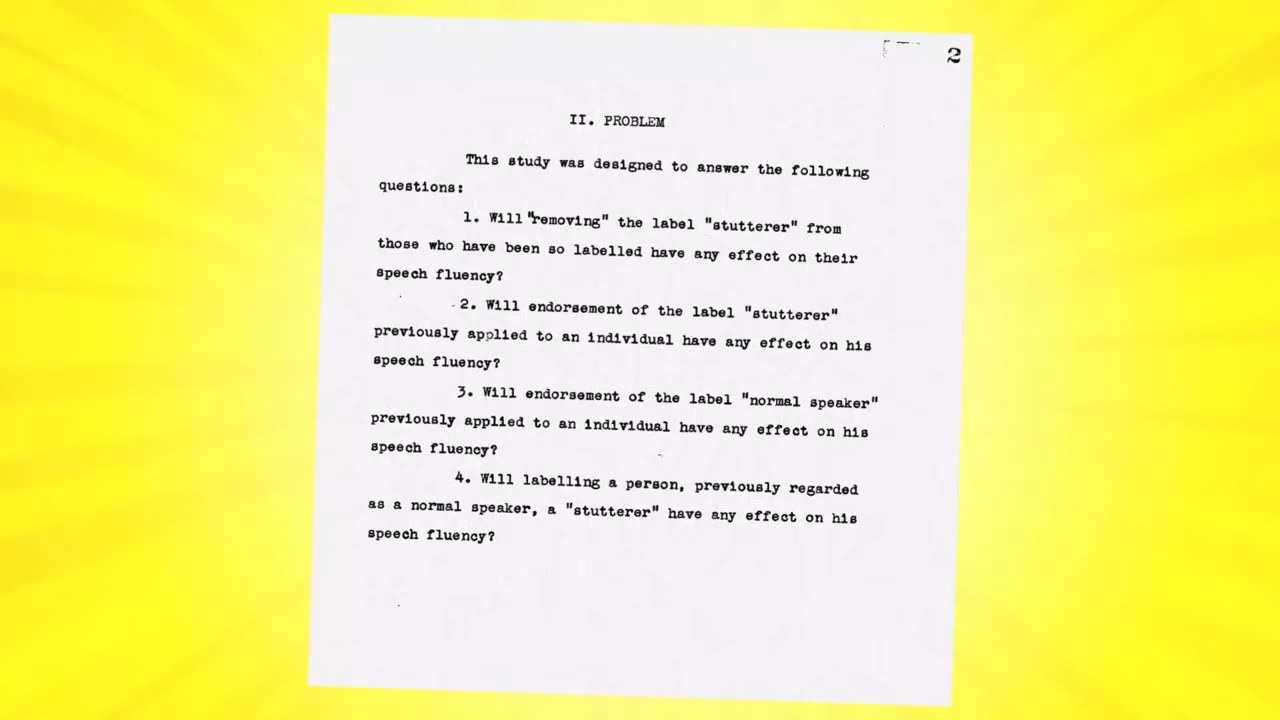 2
II. PROBLEM
This study was designed to answer the following
questions:
1. Will "removing" the label "stutterer" from
those who have been so labelled have any effect on their
speech fluency?
2. Will endorsement of the label "stutterer"
previously applied to an individual have any effect on his
speech fluency?
3. Will endorsement of the label "normal speaker"
previously applied to an individual have any effect on his
speech fluency?
4. Will labelling a person, previously regarded
as a normal speaker, a "stutterer" have any effect on his
speech fluency?